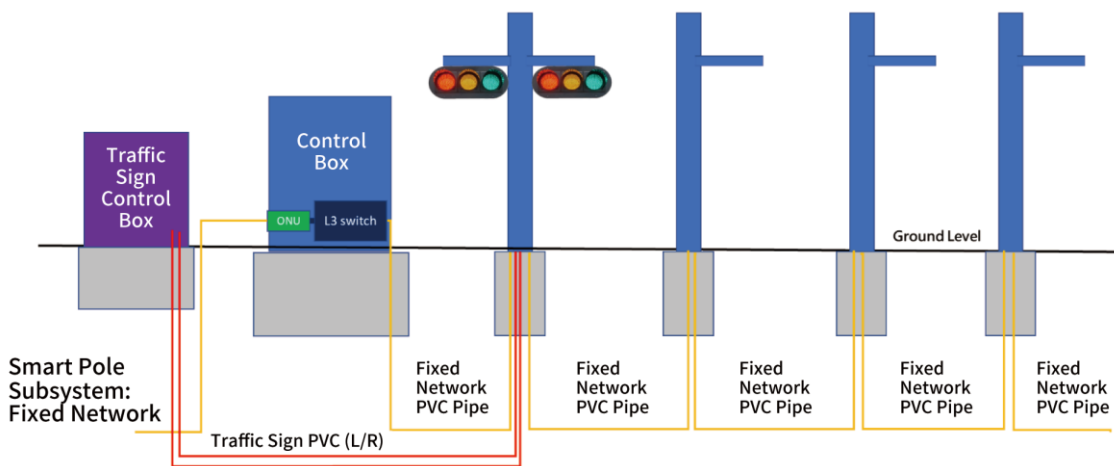 Traffic
Sign
Control
Box
Control
Box
ONU
L3 switch
Ground Level
Smart Pole
Subsystem:
Fixed Network
Fixed
Network
PVC Pipe
Fixed
Network
PVC Pipe
Fixed
Network
PVC Pipe
Fixed
Network
PVC Pipe
Fixed
Network
PVC Pipe
Traffic Sign PVC (L/R)